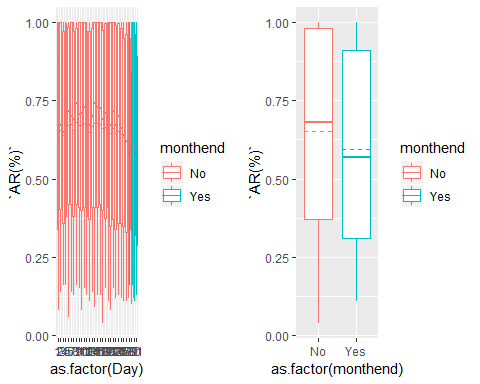 1.00
0.75
0.50
0.25
0.00
`AR(%)`
as.factor(Day)
monthend
No
Yes
1.00
0.75
0.50
0.25
0.00
`AR(%)`
No Yes
as.factor(monthend)
monthend
No
Yes